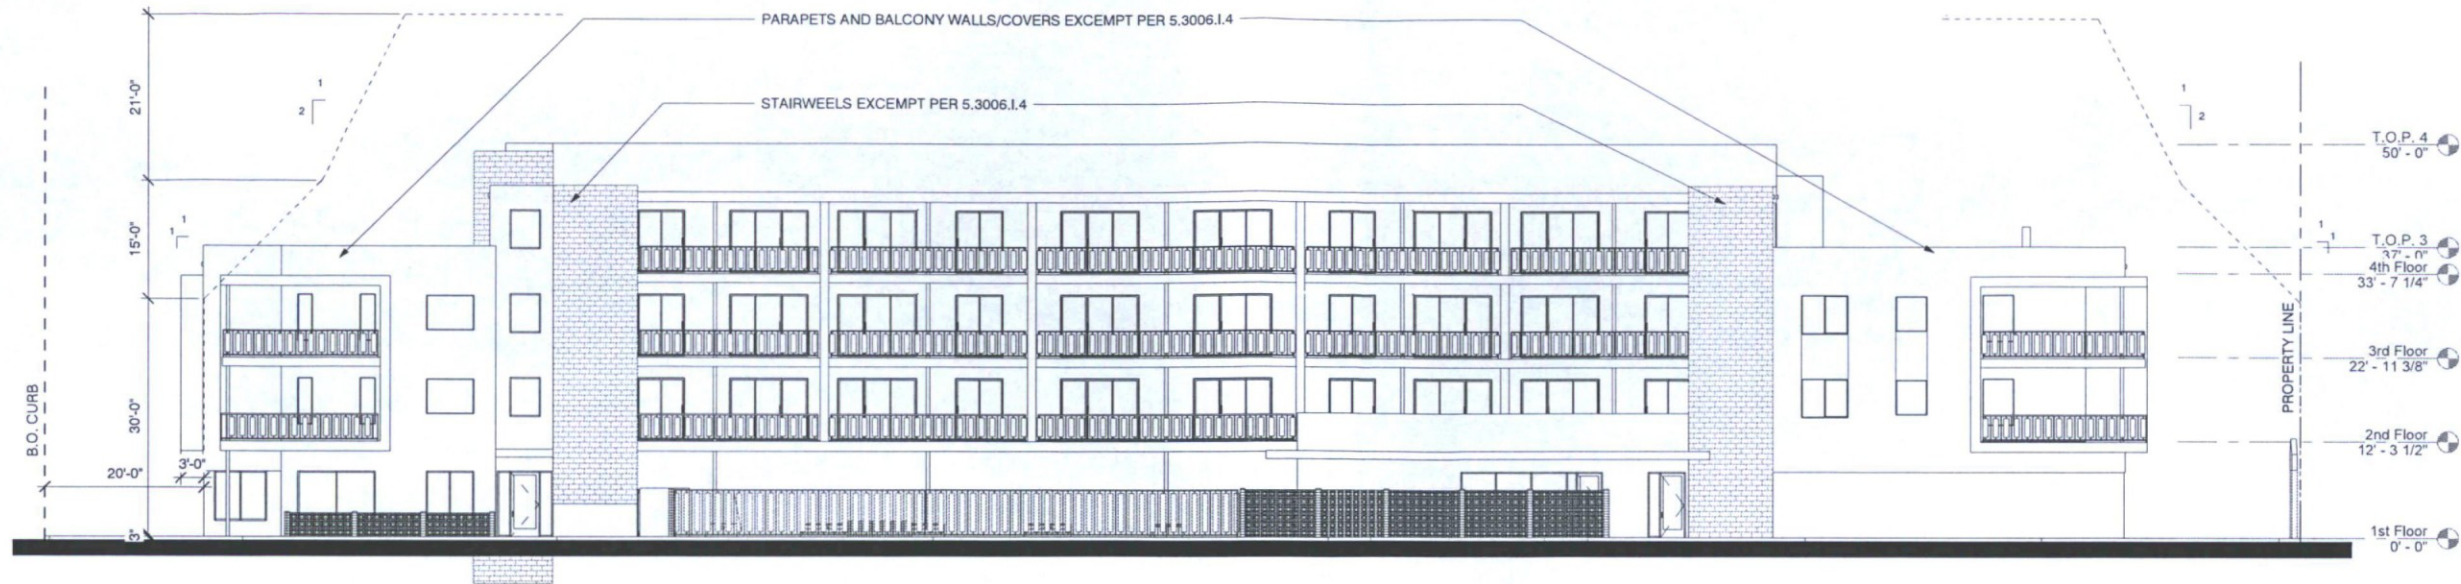 PARAPETS AND BALCONY WALLS/COVERS EXCEMPT PER 5.3006.I.4
STAIRWEELS EXCEMPT PER 5.3006.I.4
21'-0"
1
2
15'-0"
1
1
30'-0"
3'-0"
20'-0"
3"
B.O. CURB
1
2
1
1
PROPERTY LINE
T.O.P. 4
50' - 0"
T.O.P. 3
37' - 0"
4th Floor
33' - 7 1/4"
3rd Floor
22' - 11 3/8"
2nd Floor
12' - 3 1/2"
1st Floor
0' - 0"